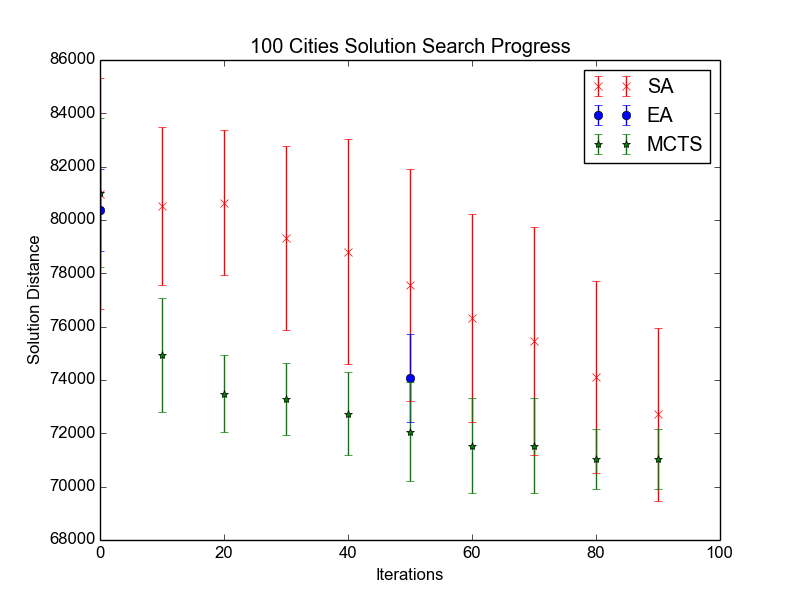 100 Cities Solution Search Progress
86000
84000
82000
80000
78000
76000
74000
72000
70000
68000
Solution Distance
SA
EA
MCTS
0 20 40 60 80 100
Iterations